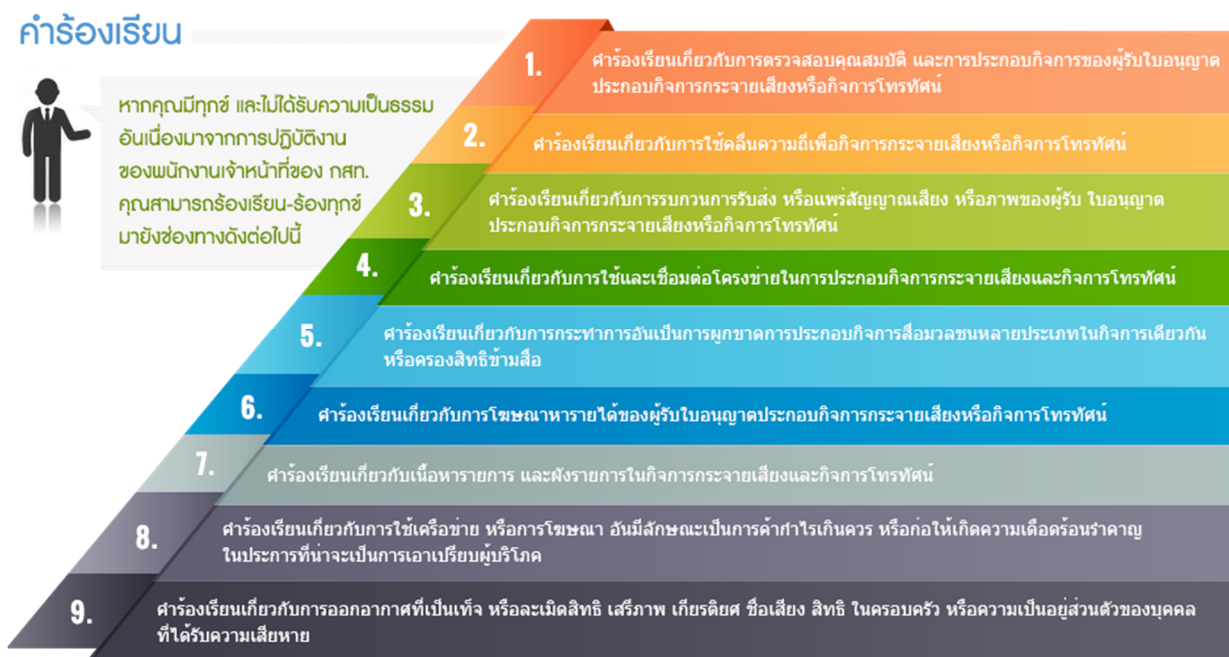 คำร้องเรียน
หากคุณมีทุกข์ และไม่ได้รับความเป็นธรรม
อันเนื่องมาจากการปฏิบัติงาน
ของพนักงานเจ้าหน้าที่ของ กสท.
คุณสามารถร้องเรียน-ร้องทุกข์
มายังช่องทางดังต่อไปนี้
1.
คำร้องเรียนเกี่ยวกับการตรวจสอบคุณสมบัติ และการประกอบกิจการของผู้รับใบอนุญาต
ประกอบกิจการกระจายเสียงหรือกิจการโทรทัศน์
2.
คำร้องเรียนเกี่ยวกับการใช้คลื่นความถี่เพื่อกิจการกระจายเสียงหรือกิจการโทรทัศน์
3.
คำร้องเรียนเกี่ยวกับการรบกวนการรับส่ง หรือแพร่สัญญาณเสียง หรือภาพของผู้รับ ใบอนุญาต
ประกอบกิจการกระจายเสียงหรือกิจการโทรทัศน์
4.
คำร้องเรียนเกี่ยวกับการใช้และเชื่อมต่อโครงข่ายในการประกอบกิจการกระจายเสียงและกิจการโทรทัศน์
5.
คำร้องเรียนเกี่ยวกับการกระทำการอันเป็นการผูกขาดการประกอบกิจการสื่อมวลชนหลายประเภทในกิจการเดียวกัน
หรือครองสิทธิข้ามสื่อ
6.
คำร้องเรียนเกี่ยวกับการโฆษณาหารายได้ของผู้รับใบอนุญาตประกอบกิจการกระจายเสียงหรือกิจการโทรทัศน์
7.
คำร้องเรียนเกี่ยวกับเนื้อหารายการ และผังรายการในกิจการกระจายเสียงและกิจการโทรทัศน์
8.
คำร้องเรียนเกี่ยวกับการใช้เครือข่าย หรือการโฆษณา อันมีลักษณะเป็นการค้ากำไรเกินควร หรือก่อให้เกิดความเดือดร้อนรำคาญ
ในประการที่น่าจะเป็นการเอาเปรียบผู้บริโภค
9.
คำร้องเรียนเกี่ยวกับการออกอากาศที่เป็นเท็จ หรือละเมิดสิทธิ เสรีภาพ เกียรติยศ ชื่อเสียง สิทธิ ในครอบครัว หรือความเป็นอยู่ส่วนตัวของบุคคล
ที่ได้รับความเสียหาย